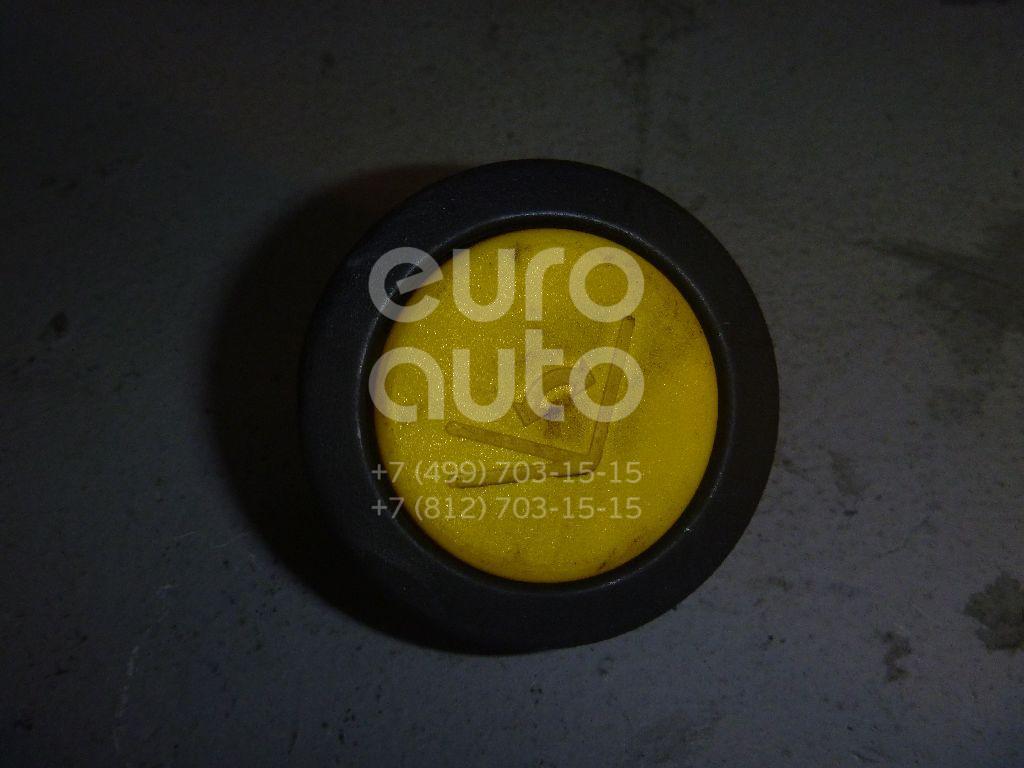 euro
auto
+7 (499) 703-15-15
+7 (812) 703-15-15